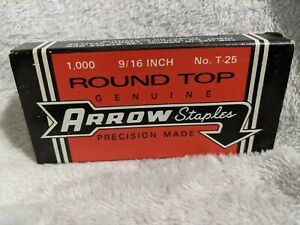 1,000 9/16 INCH No. T-25
ROUND TOP
GENUINE
ARROW Staples
PRECISION MADE